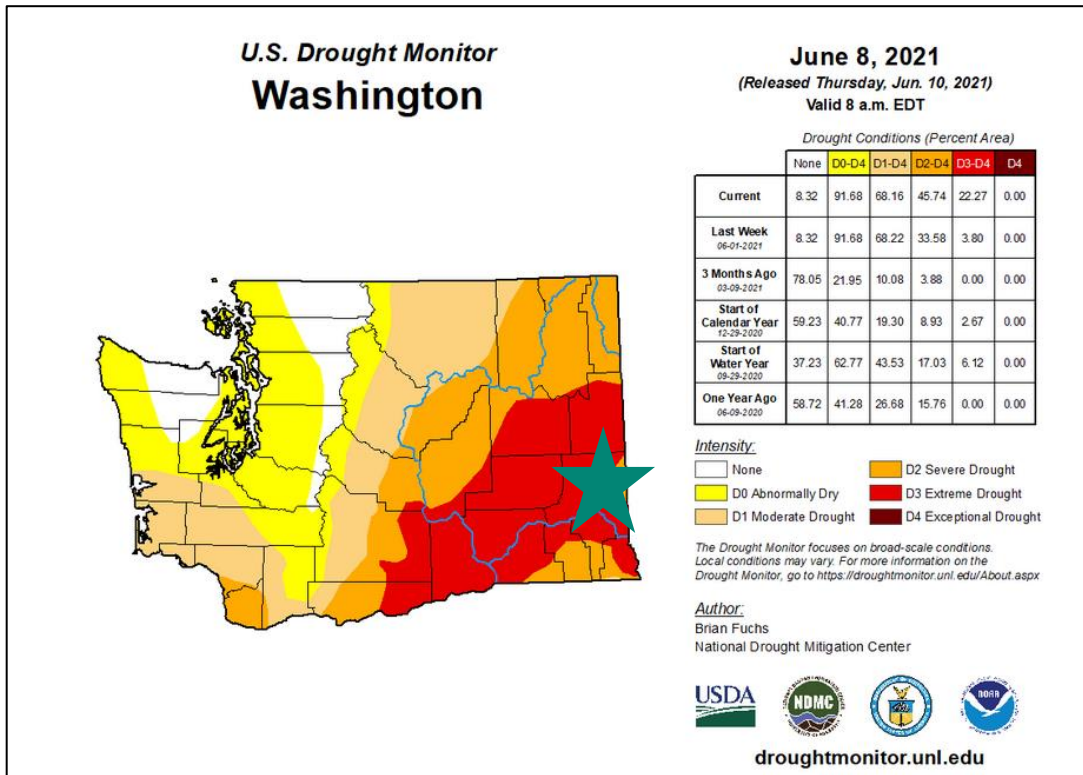 U.S. Drought Monitor
Washington
June 8, 2021
(Released Thursday, Jun. 10, 2021)
Valid 8 a.m. EDT
Drought Conditions (Percent Area)
None D0-D4 D1-D4 D2-D4 D3-D4 D4
Current 8.32 91.68 68.16 45.74 22.27 0.00
Last Week
06-01-2021
8.32 91.68 68.22 33.58 3.80 0.00
3 Months Ago
03-09-2021
78.05 21.95 10.08 3.88 0.00 0.00
Start of
Calendar Year
12-29-2020
59.23 40.77 19.30 8.93 2.67 0.00
Start of
Water Year
09-29-2020
37.23 62.77 43.53 17.03 6.12 0.00
One Year Ago
06-09-2020
58.72 41.28 26.68 15.76 0.00 0.00
Intensity:
None
D0 Abnormally Dry
D1 Moderate Drought
D2 Severe Drought
D3 Extreme Drought
D4 Exceptional Drought
The Drought Monitor focuses on broad-scale conditions.
Local conditions may vary. For more information on the
Drought Monitor, go to https://droughtmonitor.unl.edu/About.aspx
Author:
Brian Fuchs
National Drought Mitigation Center
USDA
NDMC
NOAA
droughtmonitor.unl.edu